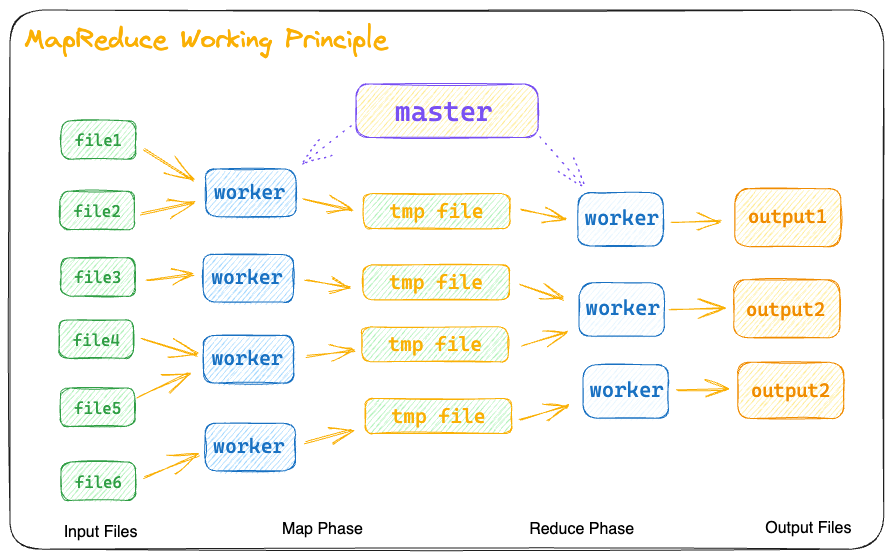 MapReduce Working Principle
master
file1
file2
file3
file4
file5
file6
worker
worker
worker
worker
tmp file
tmp file
tmp file
tmp file
worker
worker
worker
output1
output2
output2
Input Files
Map Phase
Reduce Phase
Output Files